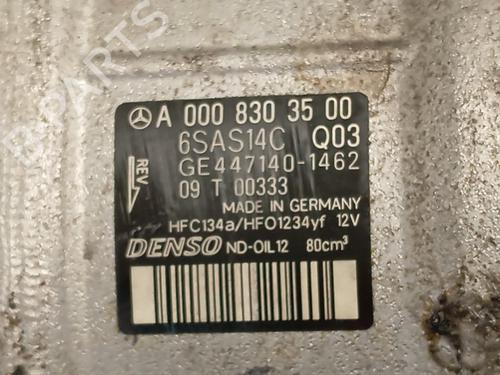 A 000 830 35 00
6SAS14C Q03
GE447140-1462
REV
09 T 00333
MADE IN GERMANY
HFC134a/HFO1234yf 12V
DENSO ND-OIL12 80cm³
B-PARTS